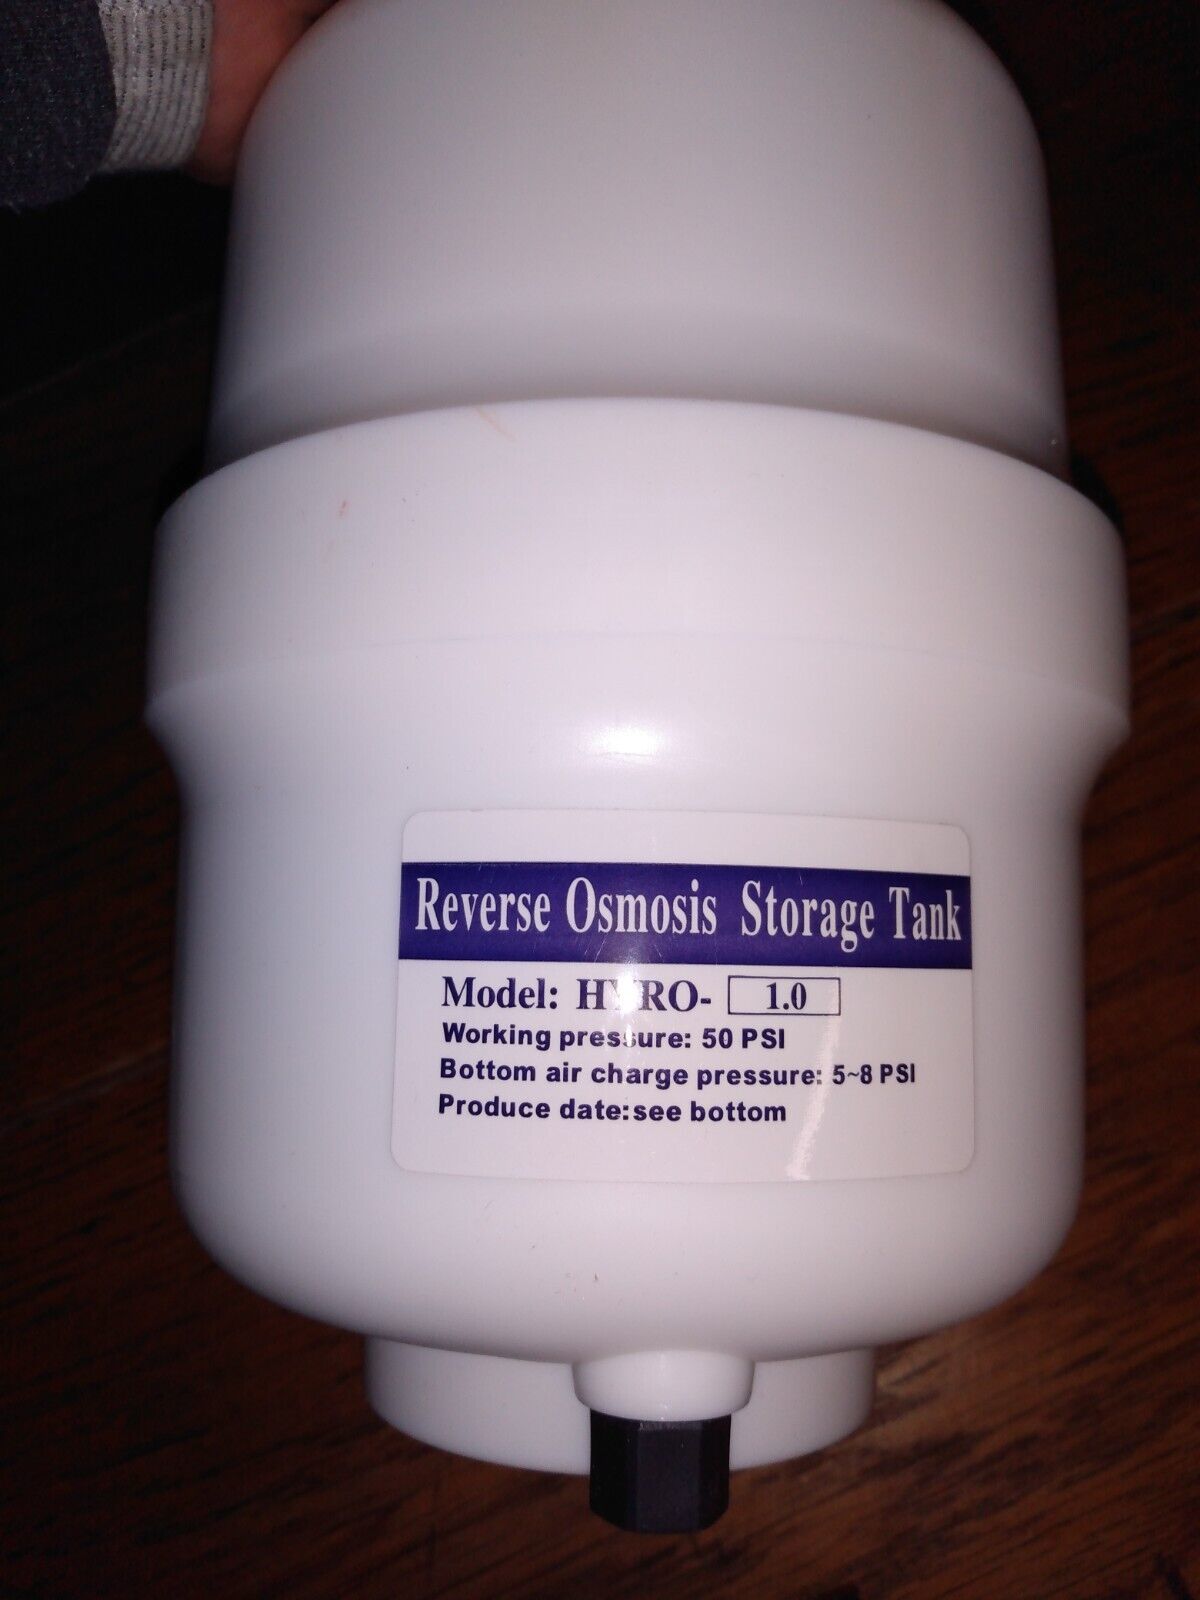 Reverse Osmosis Storage Tank
Model: 1.0
Working pressure: 50 PSI
Bottom air charge pressure: 5~8 PSI
Produce date:see bottom